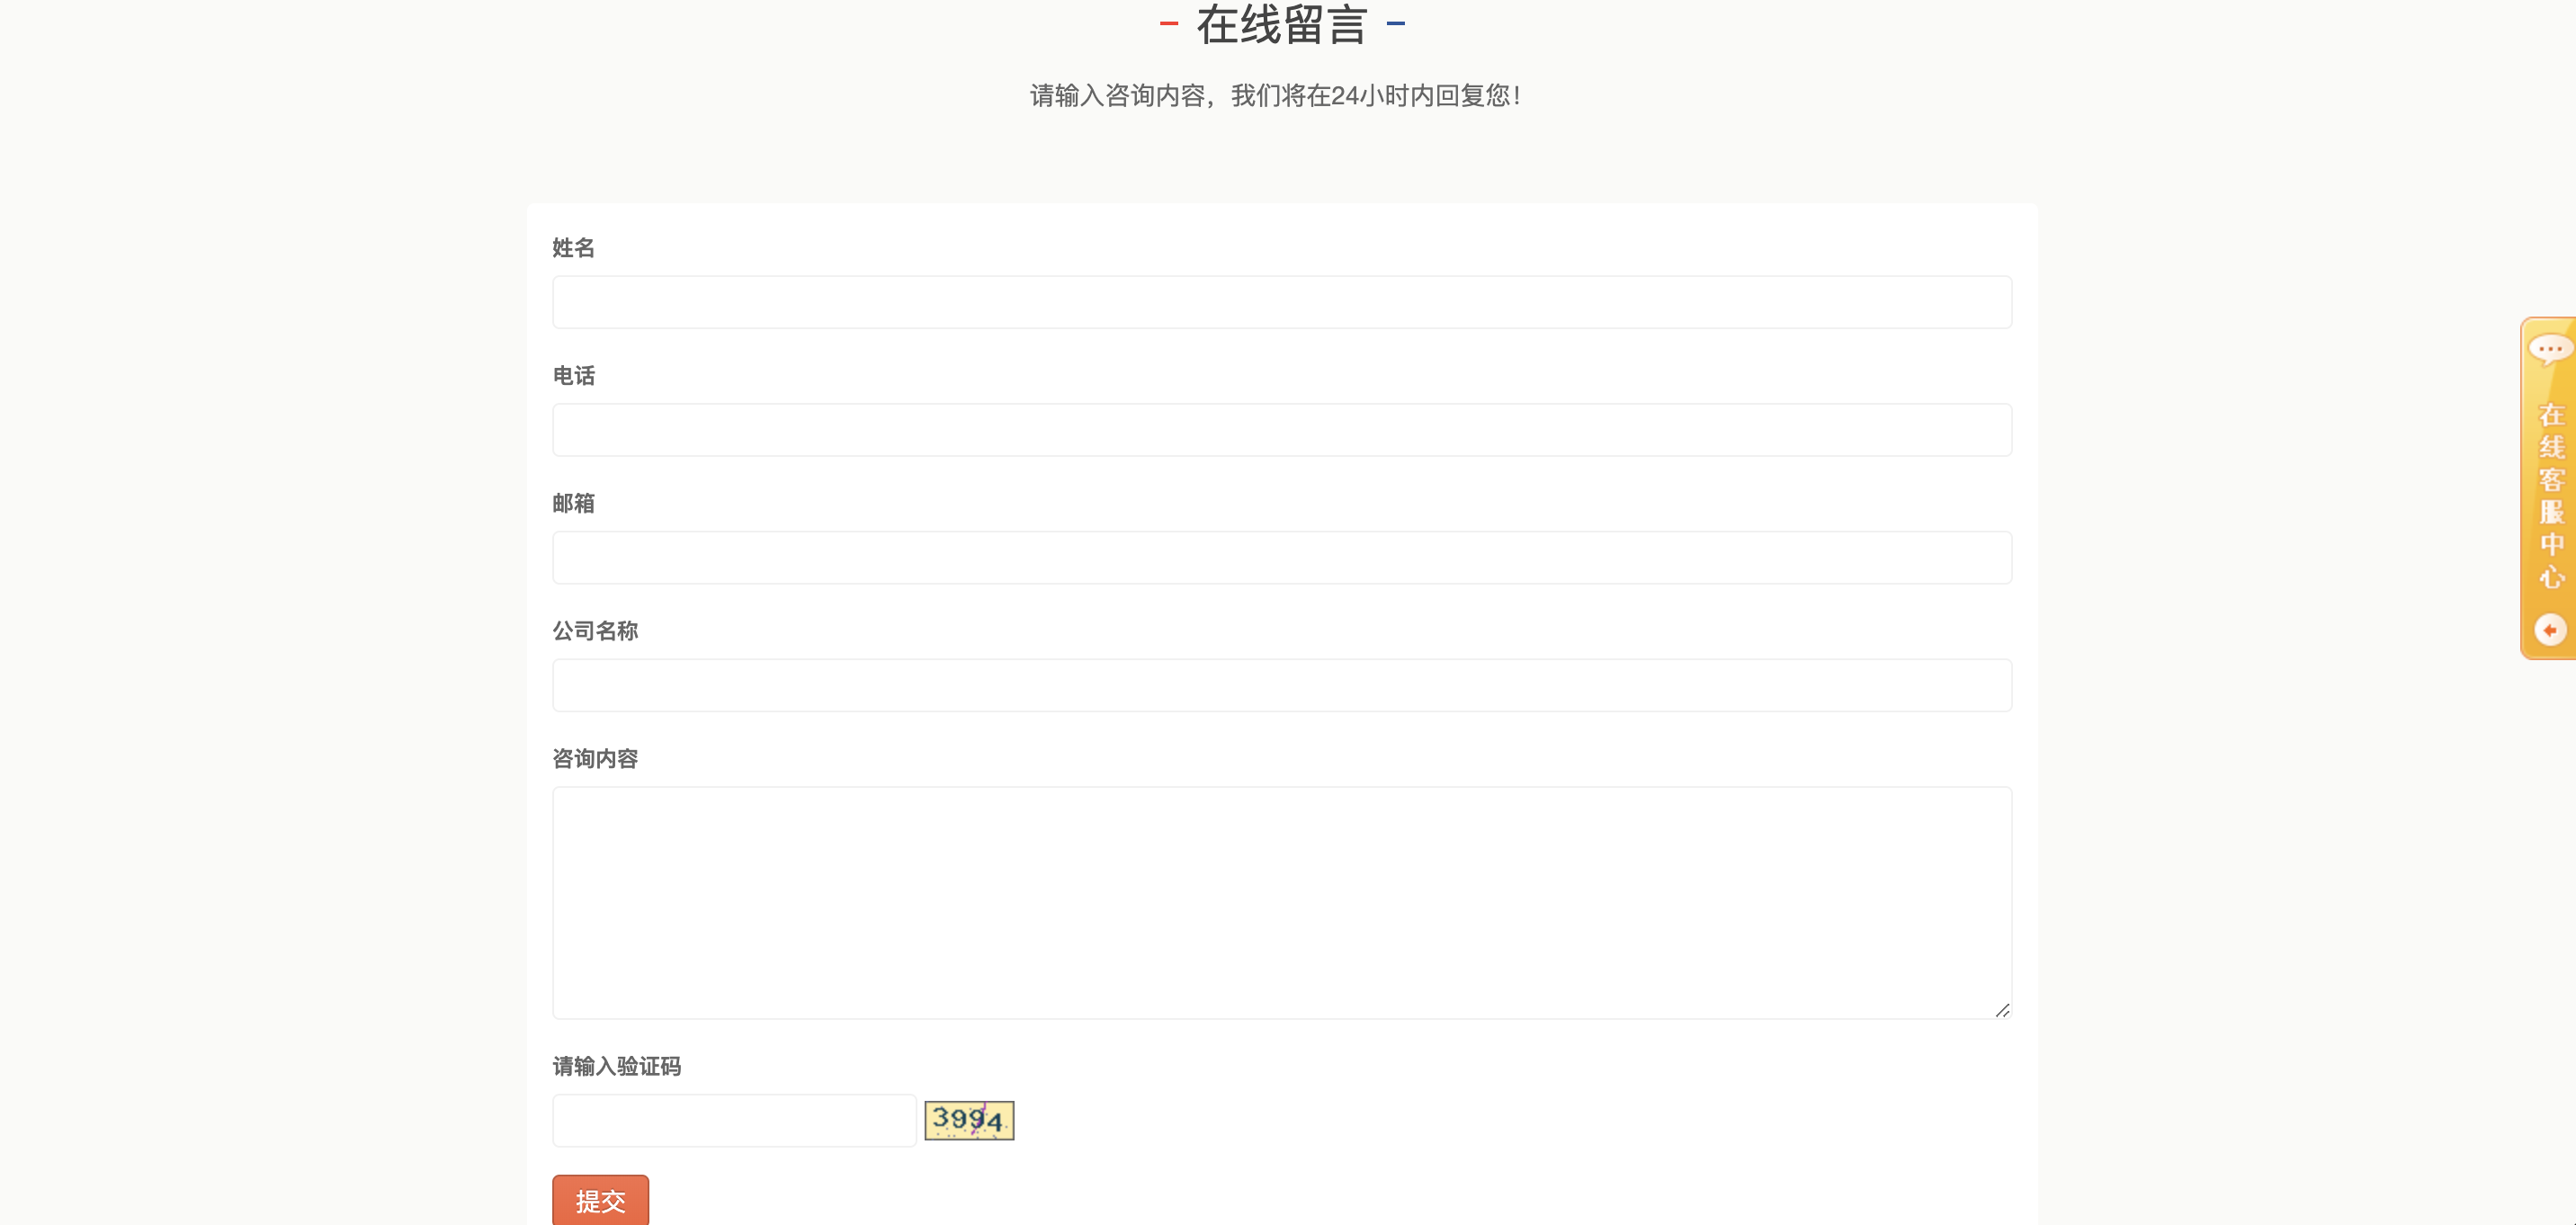 在线留言
请输入咨询内容，我们将在24小时内回复您！
姓名
电话
邮箱
公司名称
咨询内容
请输入验证码
3994
提交
在线客服中心